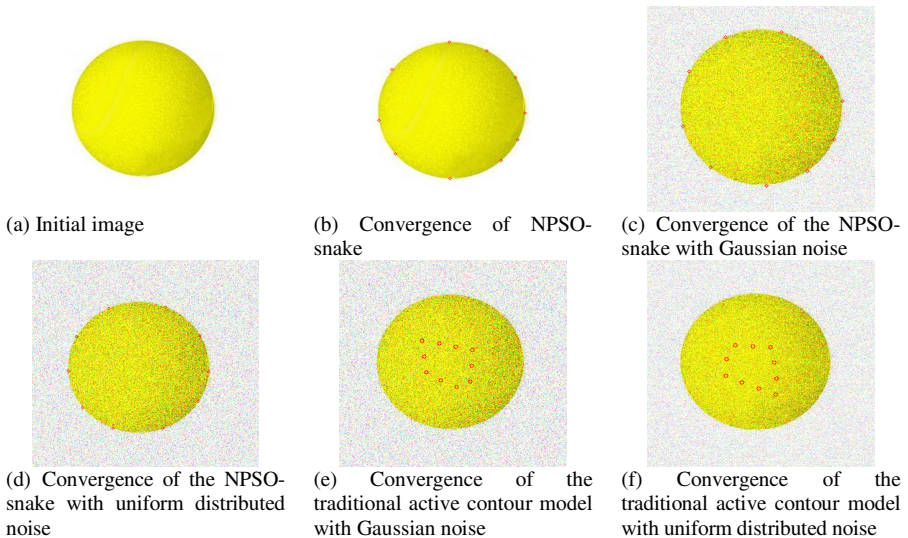 (a) Initial image
(b) Convergence of NPSO-
snake
(c) Convergence of the NPSO-
snake with Gaussian noise
(d) Convergence of the NPSO-
snake with uniform distributed
noise
(e) Convergence of the
traditional active contour model
with Gaussian noise
(f) Convergence of the
traditional active contour model
with uniform distributed noise